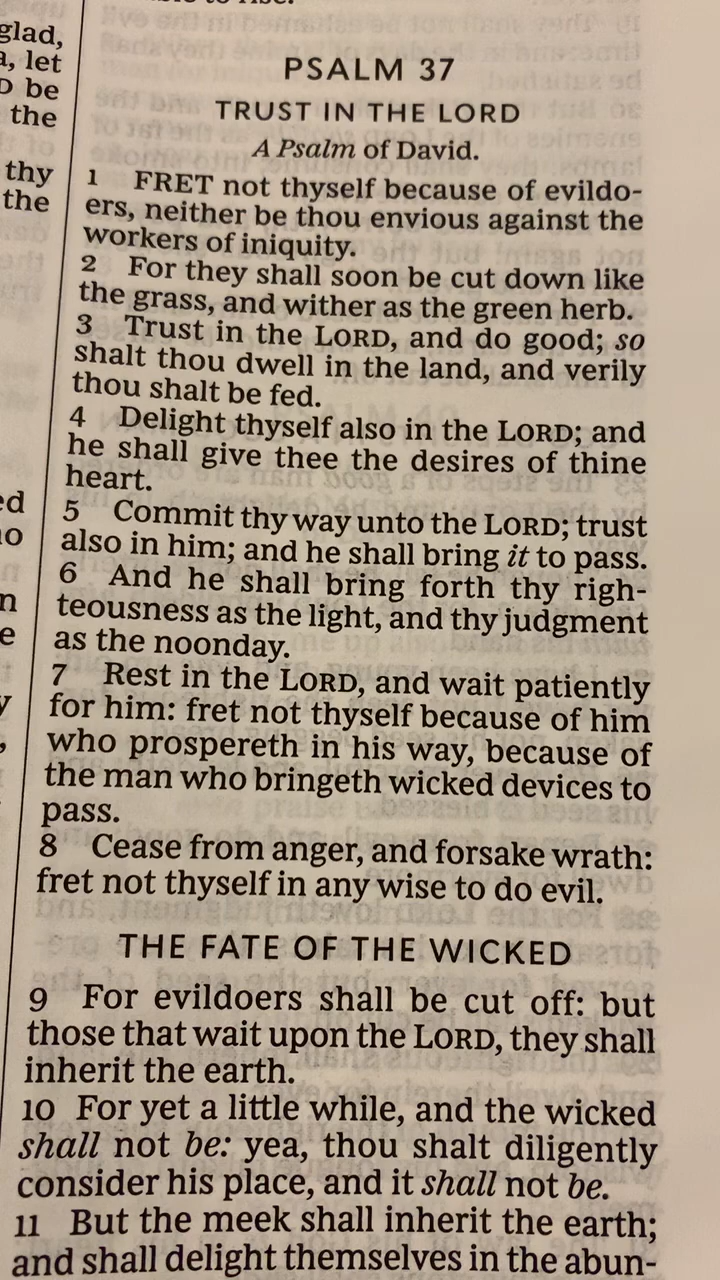 glad,
, let
D be
the
thy
the
PSALM 37
TRUST IN THE LORD
A Psalm of David.
1 FRET not thyself because of evildo-
ers, neither be thou envious against the
workers of iniquity.
2 For they shall soon be cut down like
the grass, and wither as the green herb.
3 Trust in the LORD, and do good; so
shalt thou dwell in the land, and verily
thou shalt be fed.
4 Delight thyself also in the LORD; and
he shall give thee the desires of thine
heart.
5 Commit thy way unto the LORD; trust
also in him; and he shall bring it to pass.
6 And he shall bring forth thy righ-
teousness as the light, and thy judgment
as the noonday.
7 Rest in the LORD, and wait patiently
for him: fret not thyself because of him
who prospereth in his way, because of
the man who bringeth wicked devices to
pass.
8 Cease from anger, and forsake wrath:
fret not thyself in any wise to do evil.
THE FATE OF THE WICKED
9 For evildoers shall be cut off: but
those that wait upon the LORD, they shall
inherit the earth.
10 For yet a little while, and the wicked
shall not be: yea, thou shalt diligently
consider his place, and it shall not be.
11 But the meek shall inherit the earth;
and shall delight themselves in the abun-